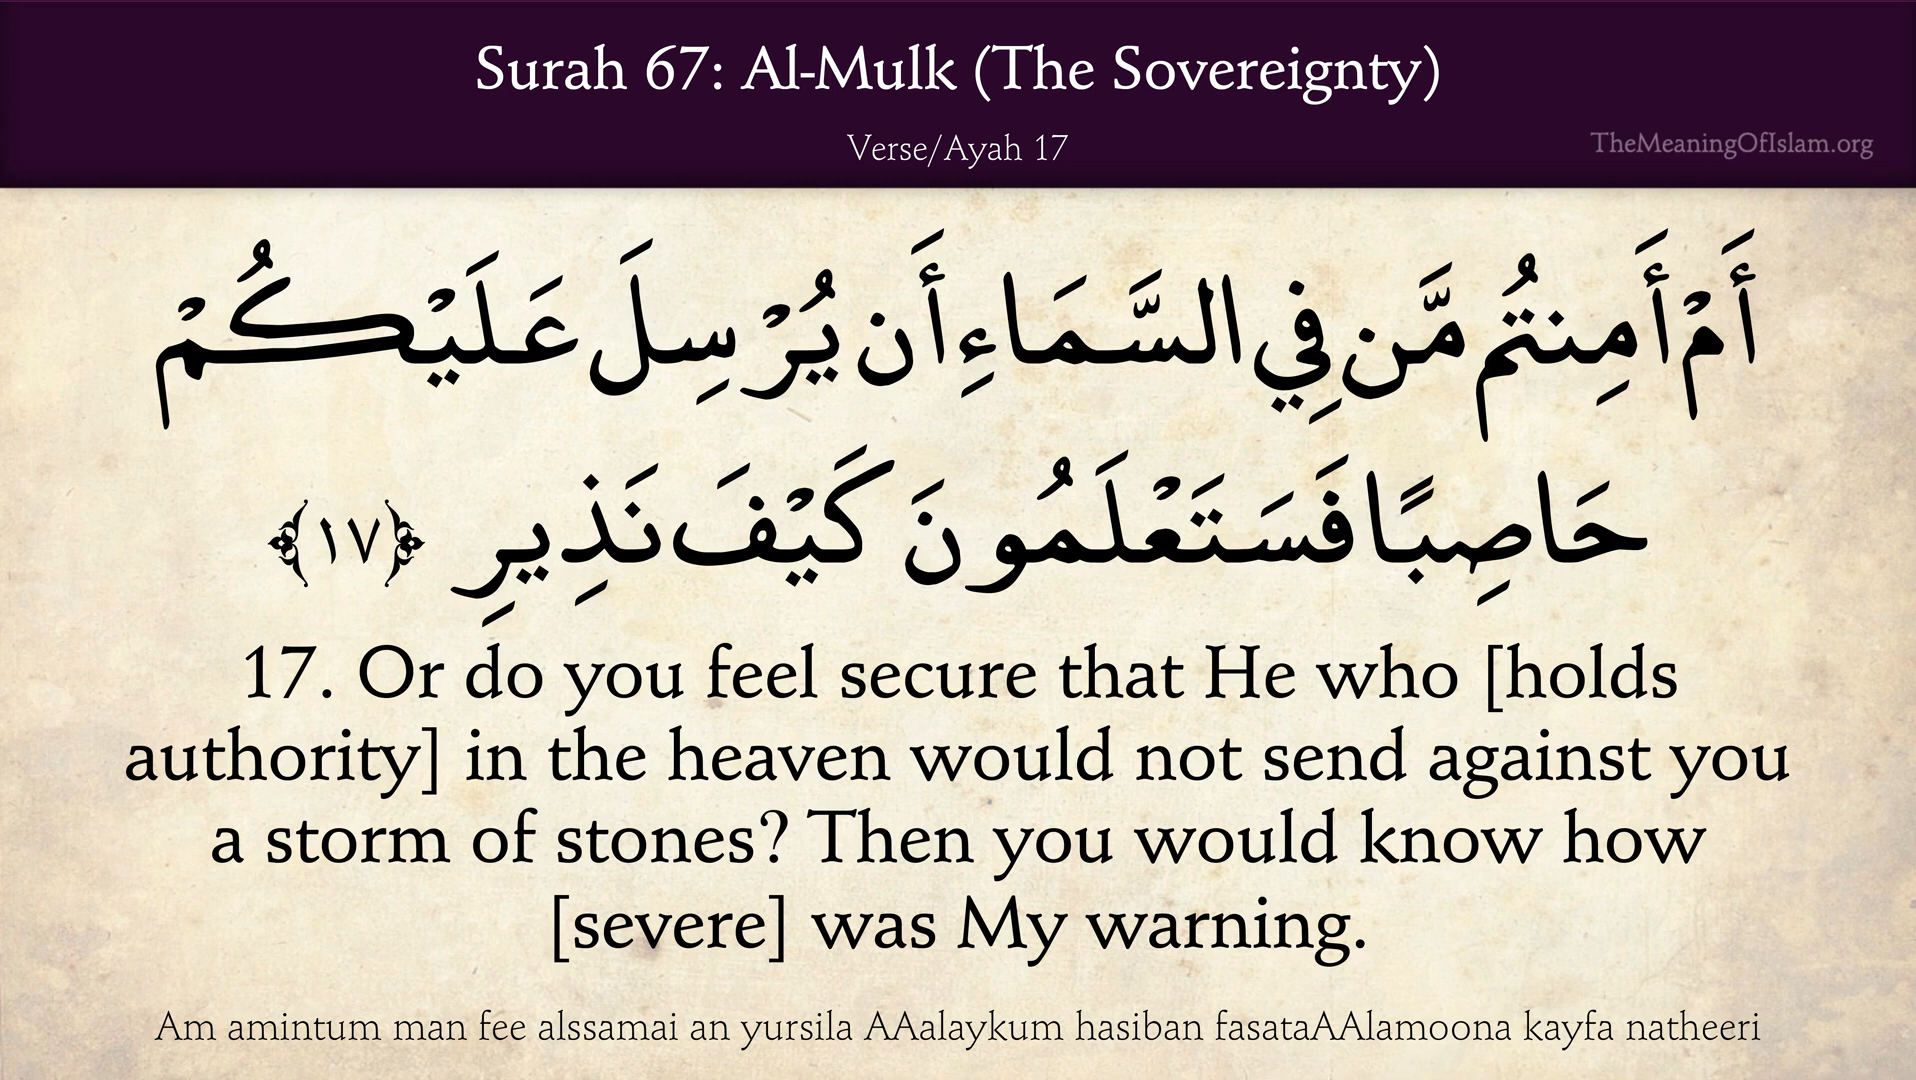 Surah 67: Al-Mulk (The Sovereignty)
Verse/Ayah 17
TheMeaningOfIslam.org
أَمْ أَمِنتُم مَّن فِي السَّمَاءِ أَن يُرْسِلَ عَلَيْكُمْ
حَاصِبًا فَسَتَعْلَمُونَ كَيْفَ نَذِيرِ ﴿١٧﴾
17. Or do you feel secure that He who [holds
authority] in the heaven would not send against you
a storm of stones? Then you would know how
[severe] was My warning.
Am amintum man fee alssamai an yursila AAalaykum hasiban fasataAAlamoona kayfa natheeri